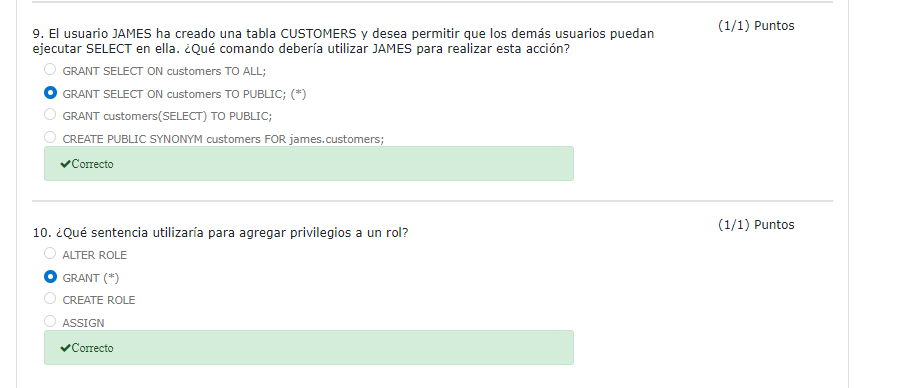 (1/1) Puntos
9. El usuario JAMES ha creado una tabla CUSTOMERS y desea permitir que los demás usuarios puedan
ejecutar SELECT en ella. ¿Qué comando debería utilizar JAMES para realizar esta acción?
GRANT SELECT ON customers TO ALL;
GRANT SELECT ON customers TO PUBLIC; (*)
GRANT customers(SELECT) TO PUBLIC;
CREATE PUBLIC SYNONYM customers FOR james.customers;
Correcto
(1/1) Puntos
10. ¿Qué sentencia utilizaría para agregar privilegios a un rol?
ALTER ROLE
GRANT (*)
CREATE ROLE
ASSIGN
Correcto